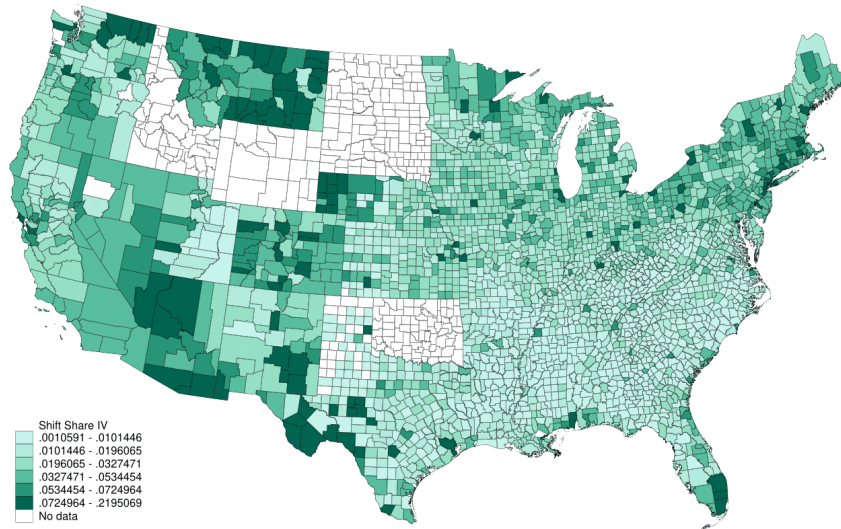 Shift Share IV
.0010591 - .0101446
.0101446 - .0196065
.0196065 - .0327471
.0327471 - .0534454
.0534454 - .0724964
.0724964 - .2195069
No data